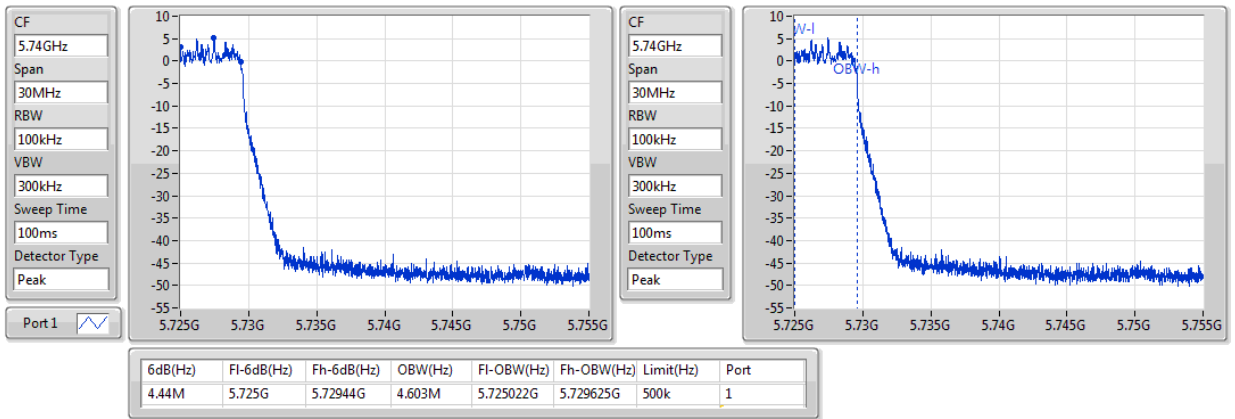 CF
5.74GHz
Span
30MHz
RBW
100kHz
VBW
300kHz
Sweep Time
100ms
Detector Type
Peak
Port 1
10
5
0
-5
-10
-15
-20
-25
-30
-35
-40
-45
-50
-55
5.725G 5.73G 5.735G 5.74G 5.745G 5.75G 5.755G
CF
5.74GHz
Span
30MHz
RBW
100kHz
VBW
300kHz
Sweep Time
100ms
Detector Type
Peak
10
5
0
-5
-10
-15
-20
-25
-30
-35
-40
-45
-50
-55
W-l
OBW-h
5.725G 5.73G 5.735G 5.74G 5.745G 5.75G 5.755G
6dB(Hz) Fl-6dB(Hz) Fh-6dB(Hz) OBW(Hz) Fl-OBW(Hz) Fh-OBW(Hz) Limit(Hz) Port
4.44M 5.725G 5.72944G 4.603M 5.725022G 5.729625G 500k 1